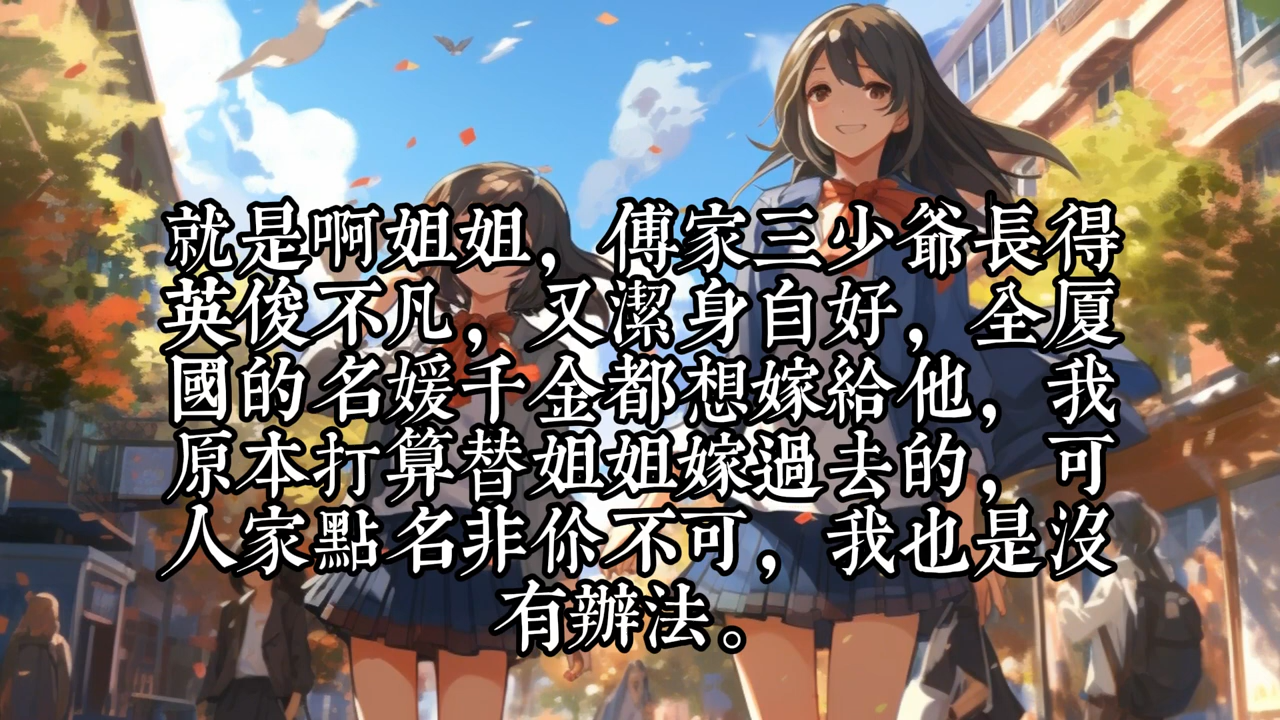 就是啊姐姐，傅家三少爺長得
英俊不凡，又潔身自好，全厦
國的名媛千金都想嫁給他，我
原本打算替姐姐嫁過去的，可
人家點名非你不可，我也是沒
有辦法。